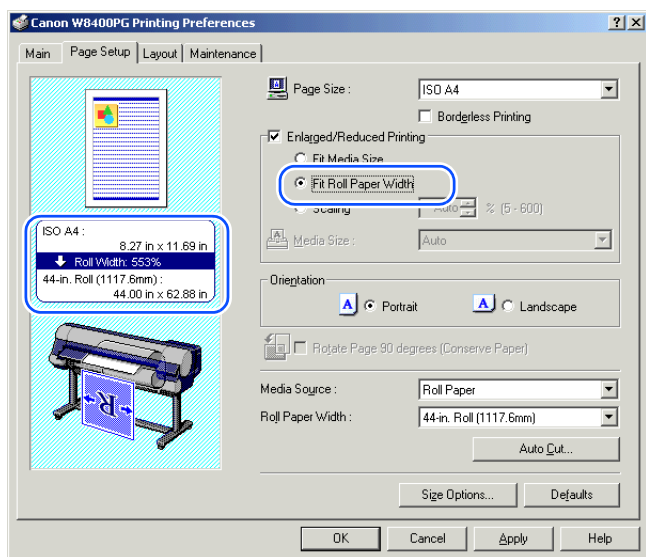 Canon W8400PG Printing Preferences
Main Page Setup Layout Maintenance
Page Size : ISO A4
Borderless Printing
Enlarged/Reduced Printing
Fit Media Size
Fit Roll Paper Width
Scaling Auto % (5 - 600)
Media Size : Auto
ISO A4 :
8.27 in x 11.69 in
Roll Width: 553%
44-in. Roll (1117.6mm) :
44.00 in x 62.88 in
Orientation
A Portrait A Landscape
Rotate Page 90 degrees (Conserve Paper)
R
Media Source : Roll Paper
Roll Paper Width : 44-in. Roll (1117.6mm)
Auto Cut...
Size Options... Defaults
OK Cancel Apply Help